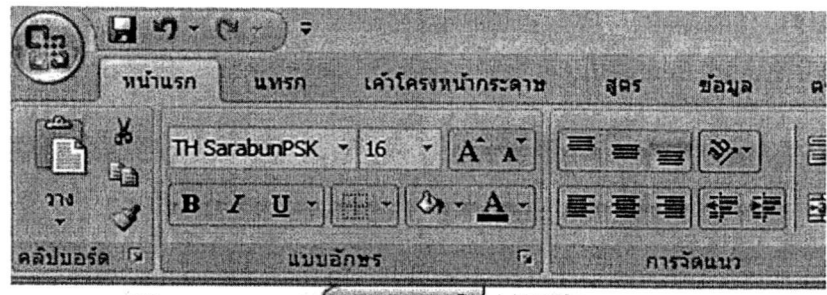 หน้าแรก แทรก เค้าโครงหน้ากระดาษ สูตร ข้อมูล
วาง
TH SarabunPSK 16 A A
B I U A
คลิปบอร์ด แบบอักษร การจัดแนว